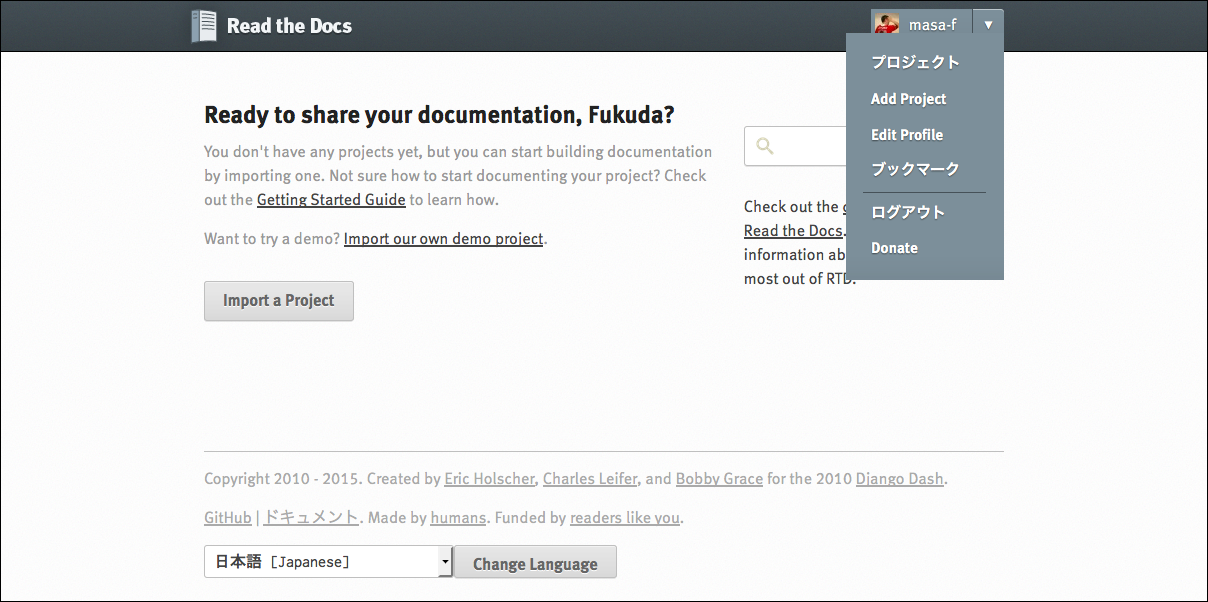 Read the Docs
masa-f ▼
プロジェクト
Add Project
Edit Profile
ブックマーク
ログアウト
Donate
Ready to share your documentation, Fukuda?
You don't have any projects yet, but you can start building documentation
by importing one. Not sure how to start documenting your project? Check
out the Getting Started Guide to learn how.
Want to try a demo? Import our own demo project.
Import a Project
Check out the
Read the Docs.
information ab
most out of RTD.
Copyright 2010 - 2015. Created by Eric Holscher, Charles Leifer, and Bobby Grace for the 2010 Django Dash.
GitHub | ドキュメント. Made by humans. Funded by readers like you.
日本語 [Japanese]
Change Language